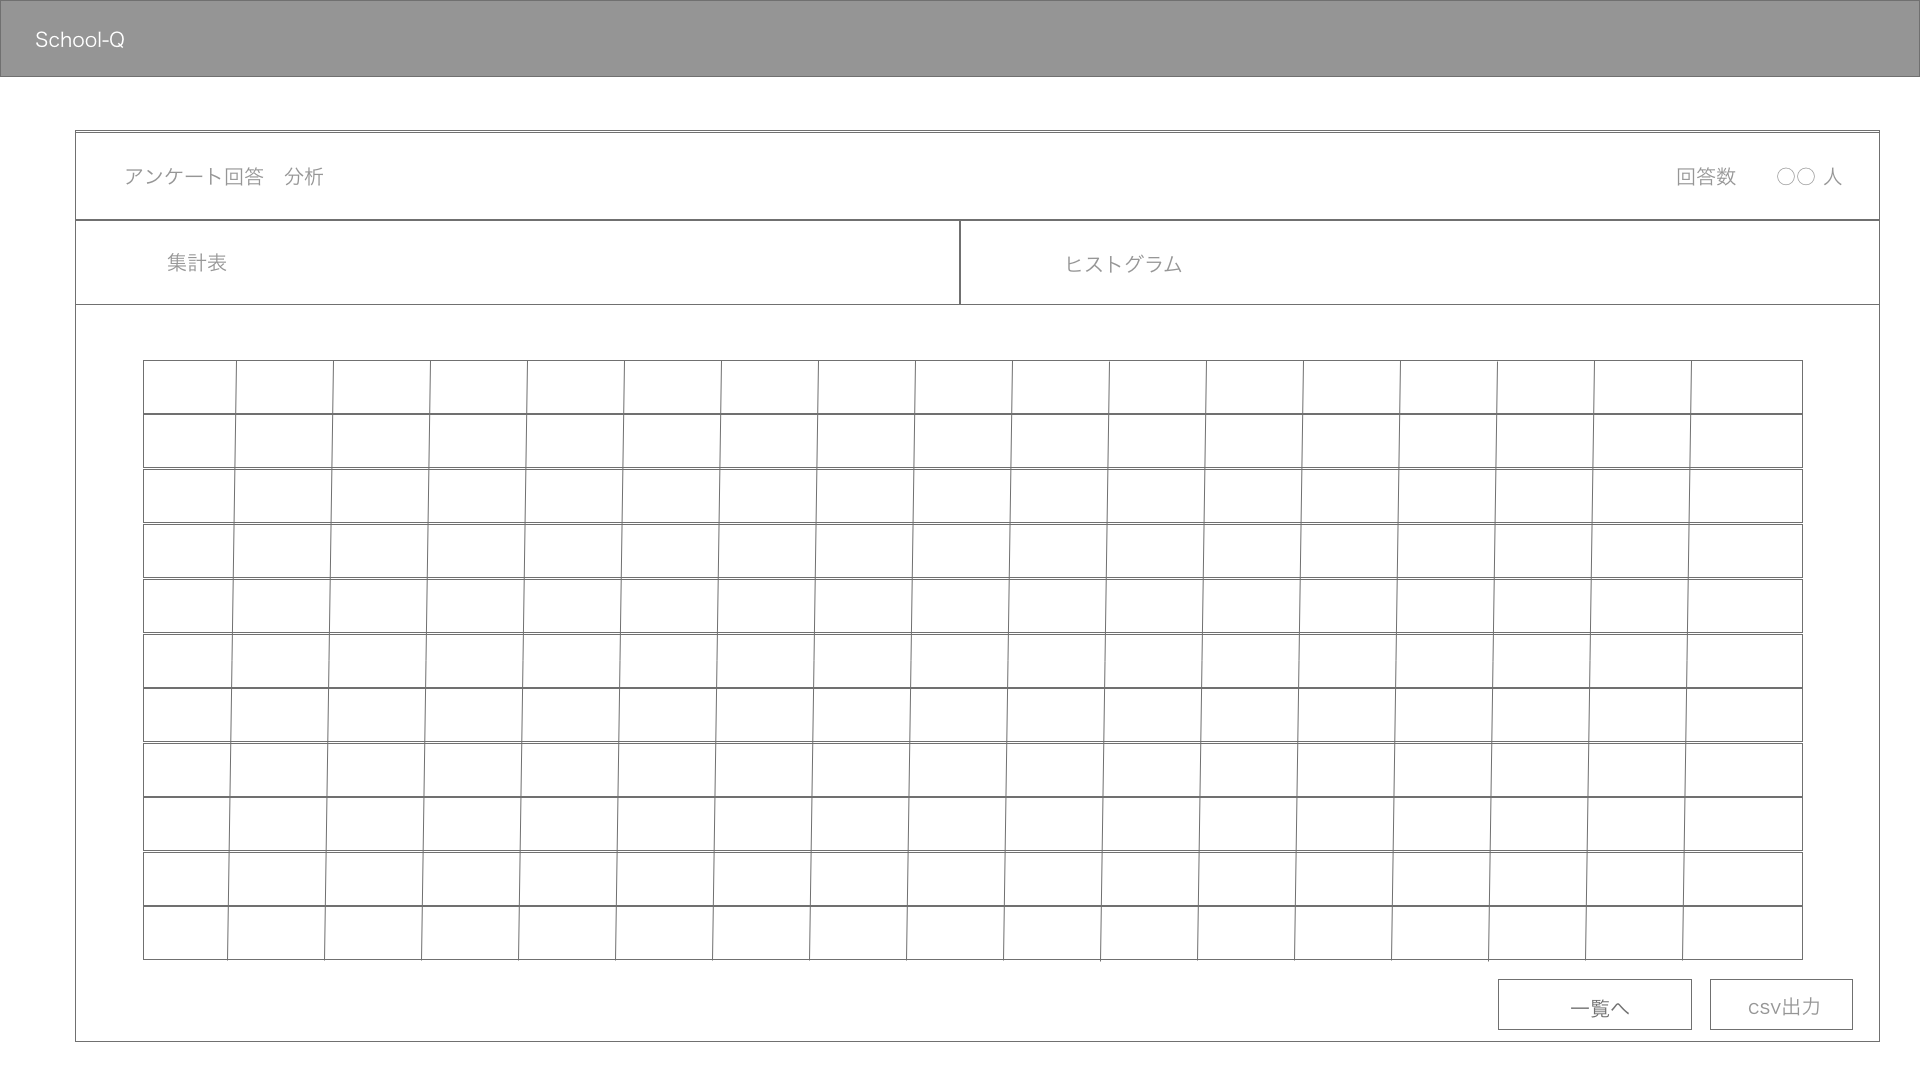 School-Q
アンケート回答　分析
回答数　　○○ 人
集計表
ヒストグラム
一覧へ
csv出力